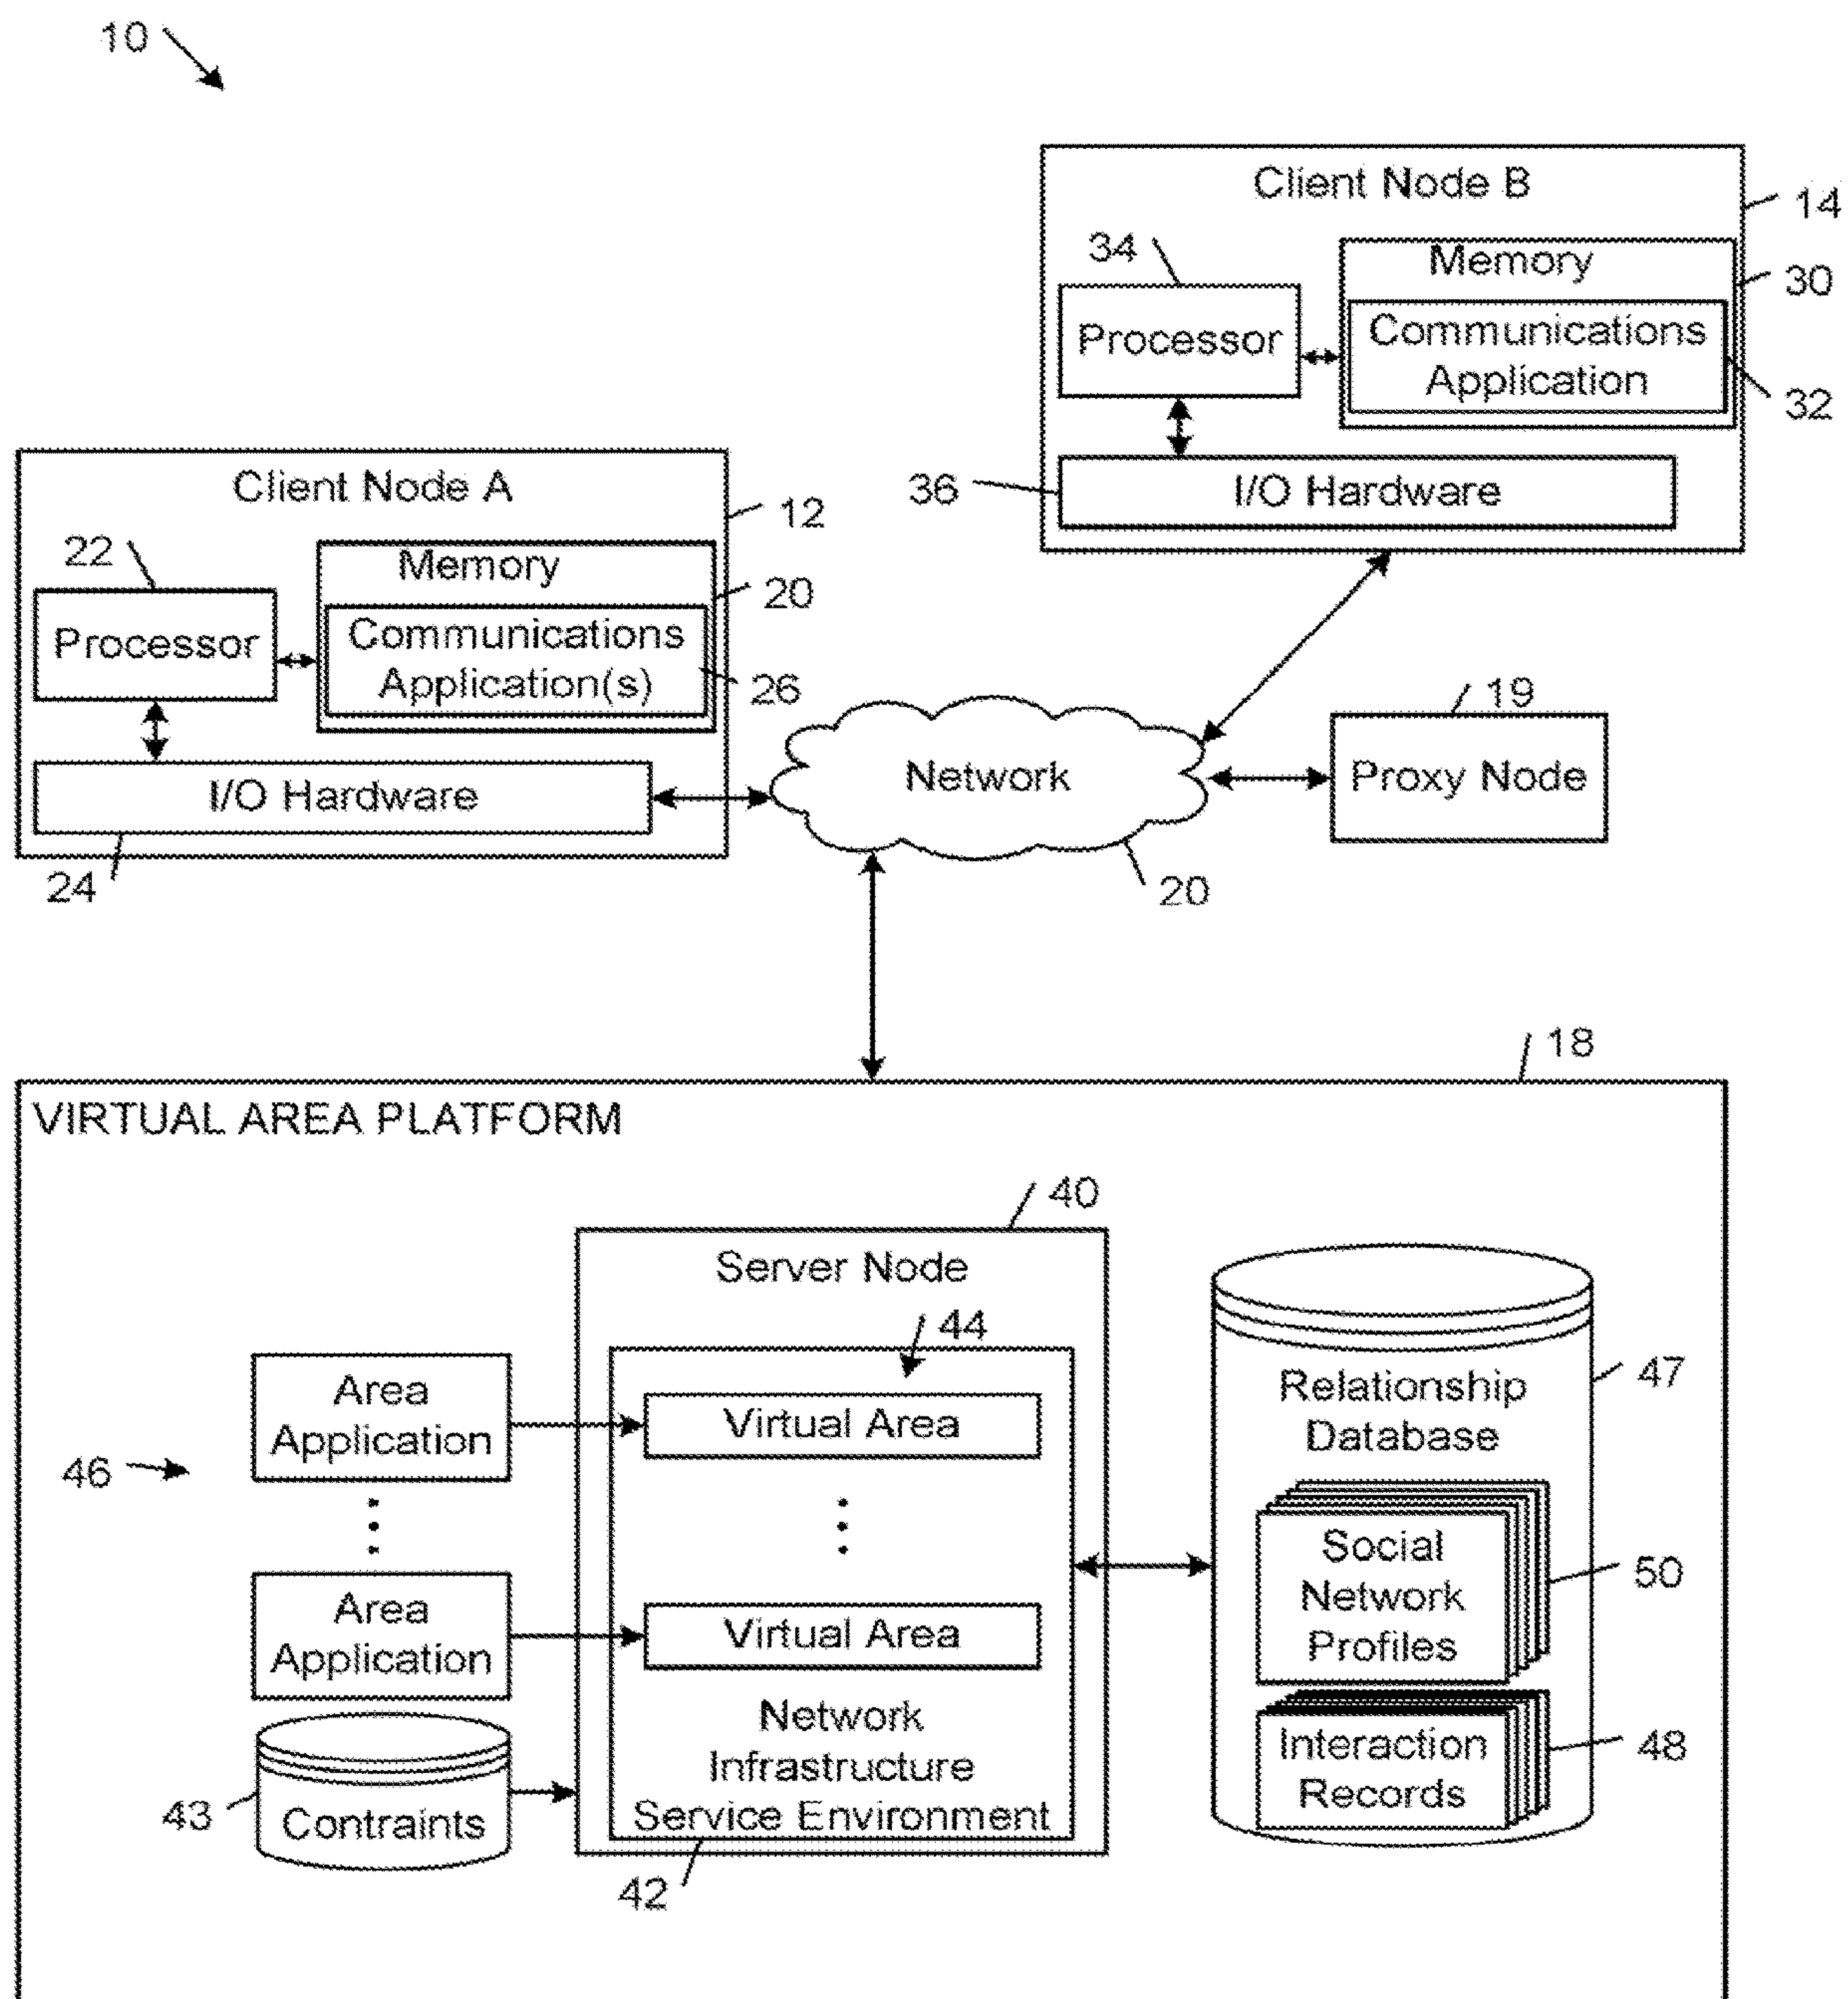 10
Client Node B
14
34
Memory
30
Processor
Communications
Application
32
36
I/O Hardware
Client Node A
12
22
Memory
20
Processor
Communications
Application(s)
26
I/O Hardware
24
Network
20
19
Proxy Node
18
VIRTUAL AREA PLATFORM
40
Server Node
44
Area
Application
Virtual Area
46
Area
Application
Virtual Area
Network
Infrastructure
Service Environment
43
Contraints
42
47
Relationship
Database
Social
Network
Profiles
50
Interaction
Records
48